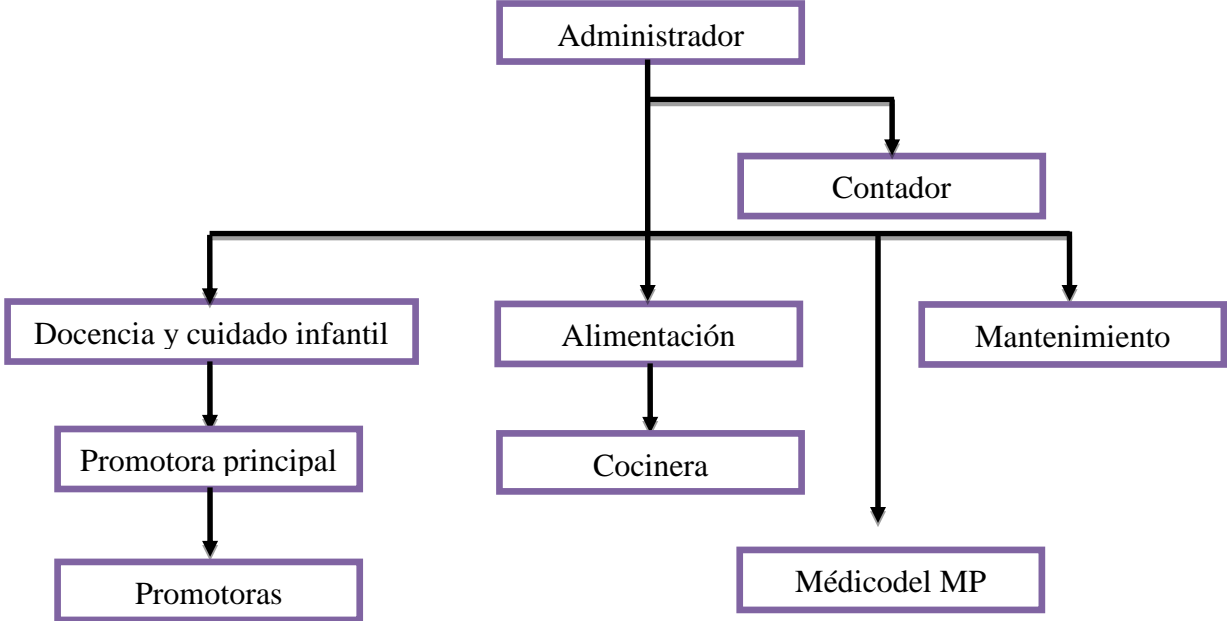 Administrador
Contador
Docencia y cuidado infantil
Alimentación
Mantenimiento
Promotora principal
Cocinera
Médicodel MP
Promotoras